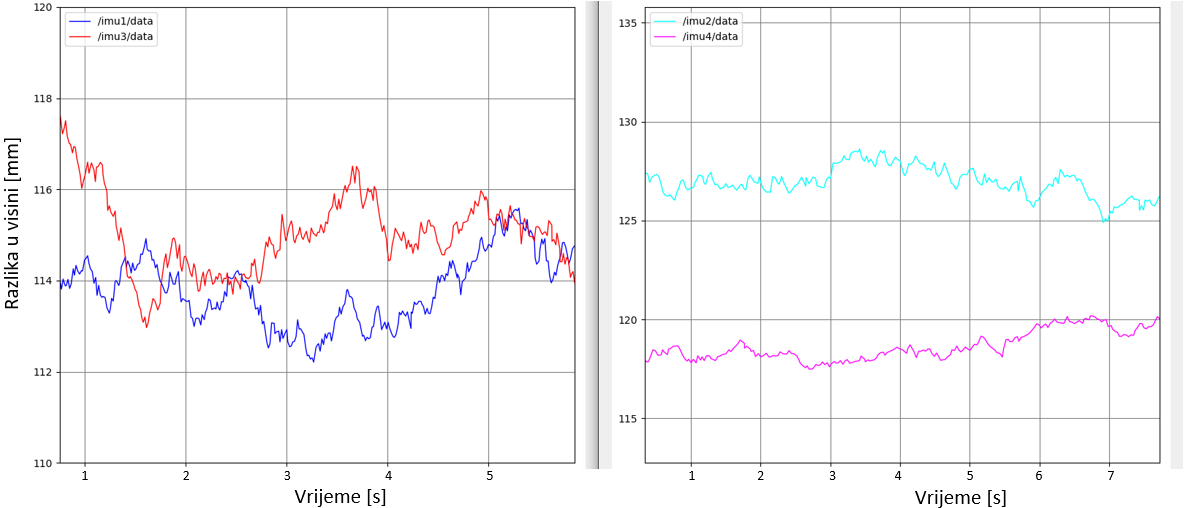 /imu1/data
/imu3/data
120
118
116
114
112
110
1 2 3 4 5
Razlika u visini [mm]
Vrijeme [s]
/imu2/data
/imu4/data
135
130
125
120
115
1 2 3 4 5 6 7
Vrijeme [s]